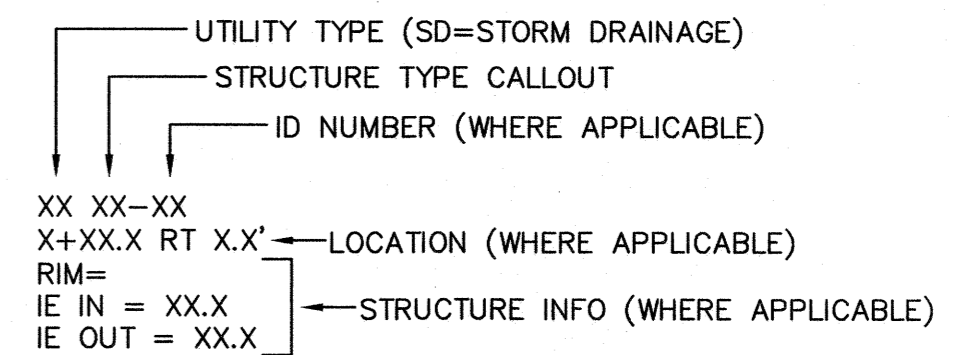 UTILITY TYPE (SD=STORM DRAINAGE)
STRUCTURE TYPE CALLOUT
ID NUMBER (WHERE APPLICABLE)
XX XX-XX
X+XX.X RT X.X' LOCATION (WHERE APPLICABLE)
RIM=
IE IN = XX.X STRUCTURE INFO (WHERE APPLICABLE)
IE OUT = XX.X